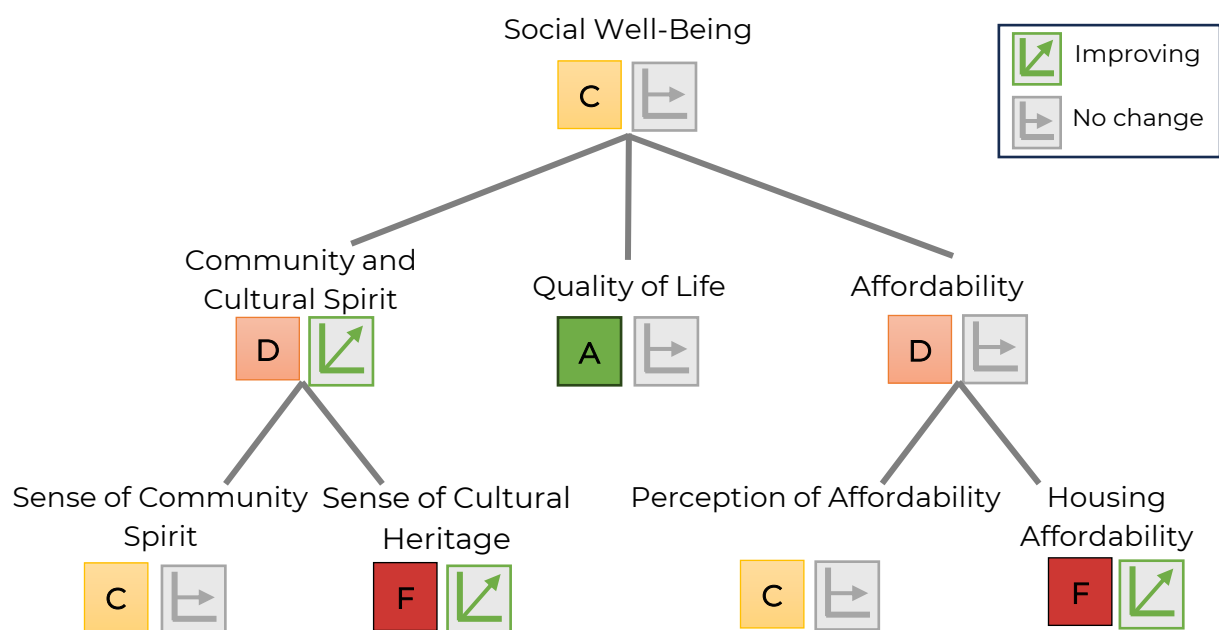 Social Well-Being
C
Improving
No change
Community and
Cultural Spirit
D
Quality of Life
A
Affordability
D
Sense of Community
Spirit
C
Sense of Cultural
Heritage
F
Perception of Affordability
C
Housing
Affordability
F